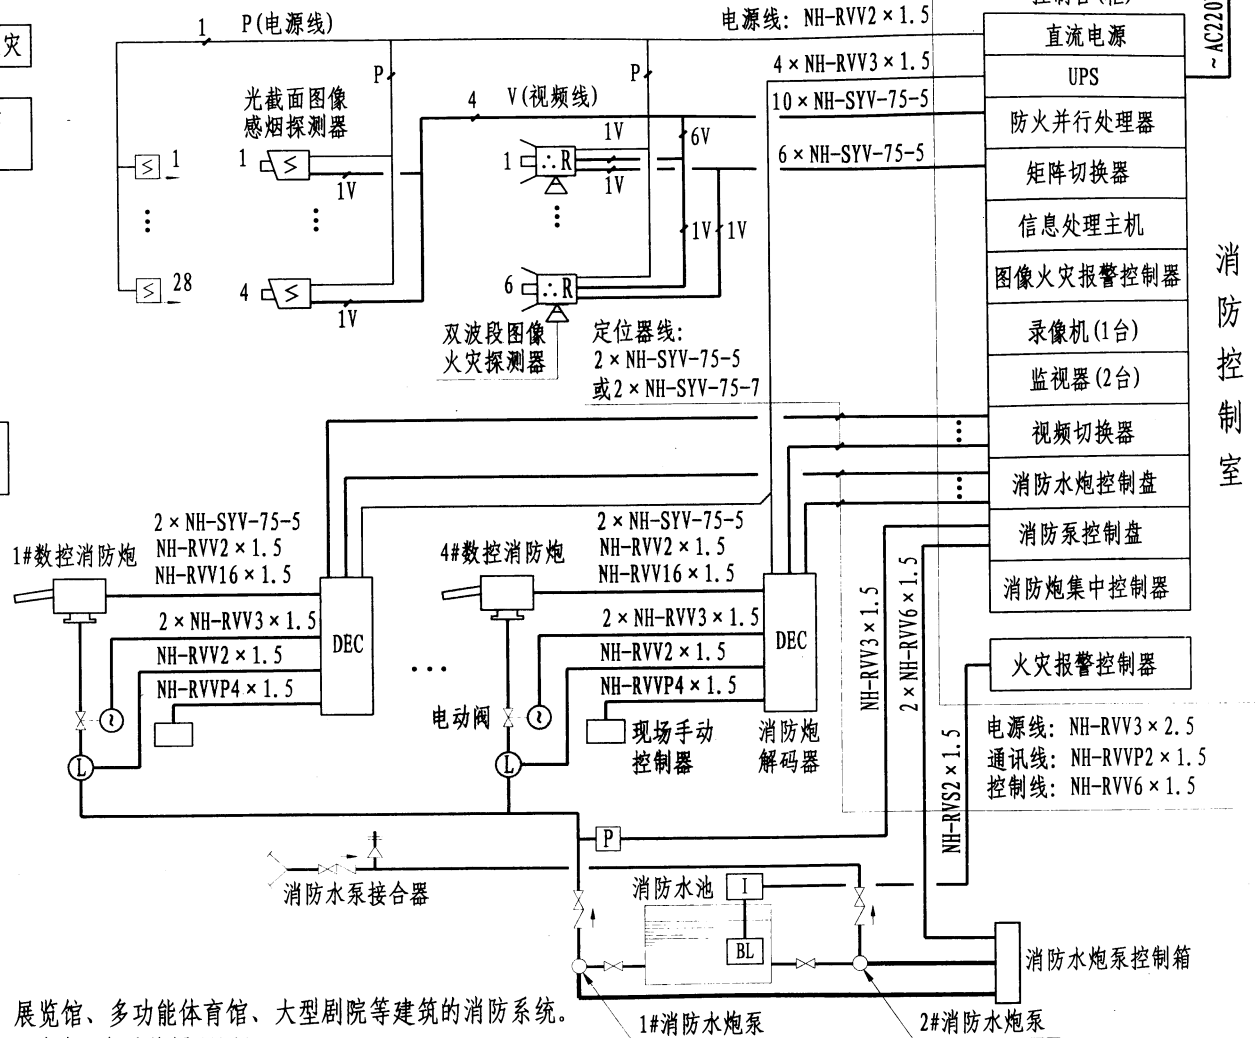 灾
1
P(电源线)
电源线: NH-RVV2×1.5
4×NH-RVV3×1.5
10×NH-SYV-75-5
6×NH-SYV-75-5
~AC220
P
P
光截面图像
感烟探测器
4
V(视频线)
1
1
1V
1
1V
1V
6V
1V
1V
28
4
1V
6
R
R
双波段图像
火灾探测器
定位器线:
2×NH-SYV-75-5
或2×NH-SYV-75-7
直流电源
UPS
防火并行处理器
矩阵切换器
信息处理主机
图像火灾报警控制器
录像机(1台)
监视器(2台)
视频切换器
消防水炮控制盘
消防泵控制盘
消防炮集中控制器
火灾报警控制器
消防控制室
1#数控消防炮
2×NH-SYV-75-5
NH-RVV2×1.5
NH-RVV16×1.5
2×NH-RVV3×1.5
NH-RVV2×1.5
NH-RVVP4×1.5
DEC
4#数控消防炮
2×NH-SYV-75-5
NH-RVV2×1.5
NH-RVV16×1.5
2×NH-RVV3×1.5
NH-RVV2×1.5
NH-RVVP4×1.5
DEC
~
~
L
L
电动阀
现场手动
控制器
消防炮
解码器
NH-RVV3×1.5
2×NH-RVV6×1.5
NH-RVS2×1.5
电源线: NH-RVV3×2.5
通讯线: NH-RVVP2×1.5
控制线: NH-RVV6×1.5
P
消防水泵接合器
消防水池
I
BL
消防水炮泵控制箱
1#消防水炮泵
2#消防水炮泵
展览馆、多功能体育馆、大型剧院等建筑的消防系统。